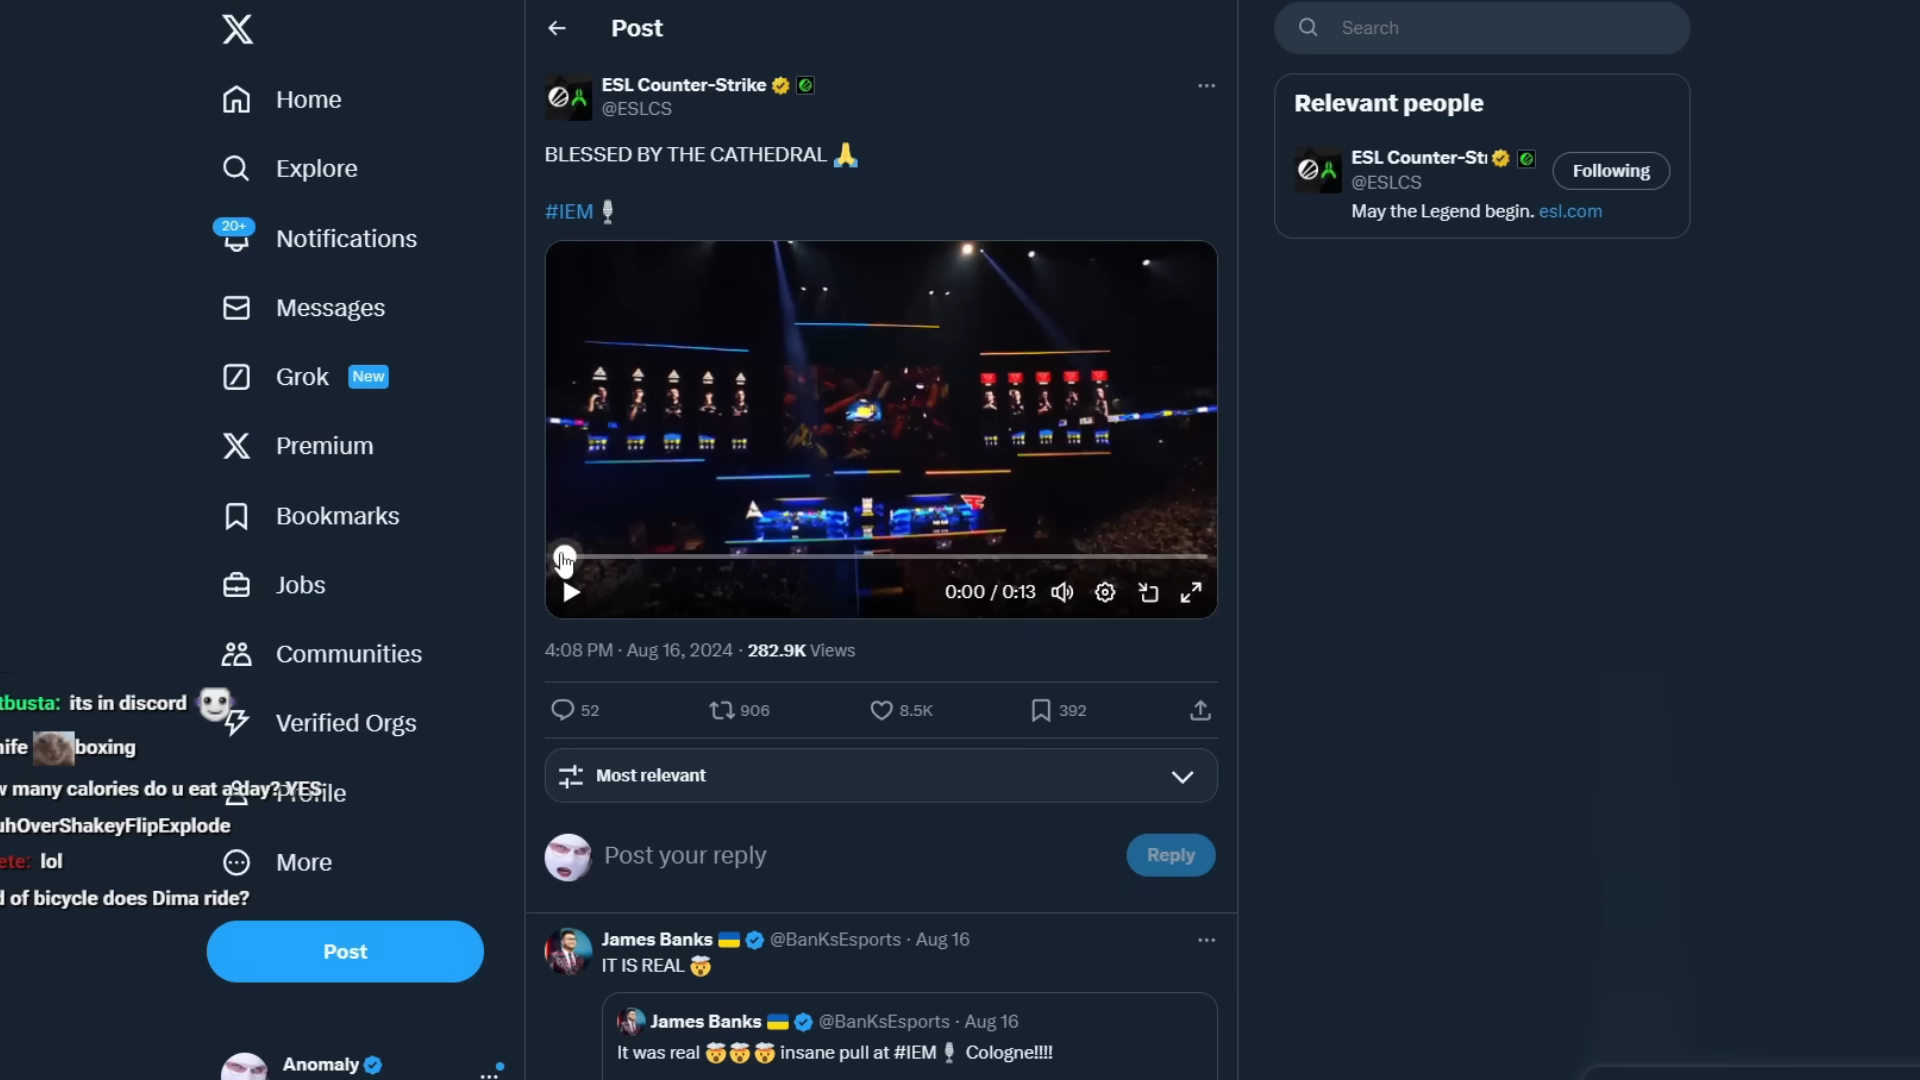 Home
Explore
20+
Notifications
Messages
Grok New
Premium
Bookmarks
Jobs
Communities
Verified Orgs
Profile
More
Post
Anomaly
tbusta: its in discord
boxing
many calories do u eat a day? YES
uhOverShakeyFlipExplode
ete: lol
of bicycle does Dima ride?
Post
ESL Counter-Strike
@ESLCS
BLESSED BY THE CATHEDRAL 🙏
#IEM
0:00 / 0:13
4:08 PM · Aug 16, 2024 · 282.9K Views
52 906 8.5K 392
Most relevant
Post your reply
Reply
James Banks 🇺🇦 @BanKsEsports · Aug 16
IT IS REAL 🤯
James Banks 🇺🇦 @BanKsEsports · Aug 16
It was real 🤯🤯🤯 insane pull at #IEM Cologne!!!!
Search
Relevant people
ESL Counter-Stri
@ESLCS
Following
May the Legend begin. esl.com